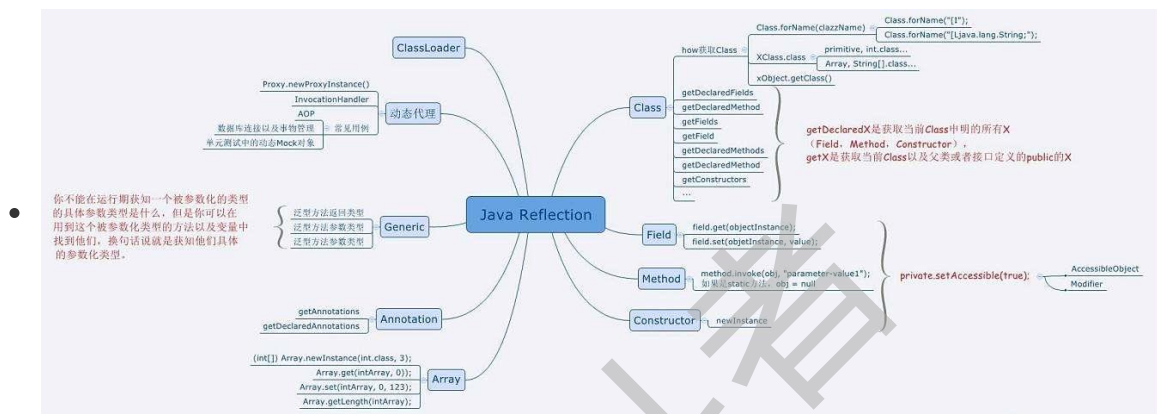 Java Reflection
ClassLoader
动态代理
Proxy.newProxyInstance()
InvocationHandler
AOP
常见用例
数据库连接以及事物管理
单元测试中的动态Mock对象
Generic
泛型方法返回类型
泛型方法参数类型
泛型方法参数类型
你不能在运行期获知一个被参数化的类型
的具体参数类型是什么，但是你可以在
用到这个被参数化类型的方法以及变量中
找到他们，换句话说就是获知他们具体
的参数化类型。
Annotation
getAnnotations
getDeclaredAnnotations
Array
(int[]) Array.newInstance(int.class, 3);
Array.get(intArray, 0));
Array.set(intArray, 0, 123);
Array.getLength(intArray);
Class
how获取Class
Class.forName(clazzName)
Class.forName("[I");
Class.forName("[Ljava.lang.String;");
XClass.class
primitive, int.class...
Array, String[].class...
xObject.getClass()
getDeclaredFields
getDeclaredMethod
getFields
getField
getDeclaredMethods
getDeclaredMethod
getConstructors
...
getDeclaredX是获取当前Class申明的所有X
（Field，Method，Constructor），
getX是获取当前Class以及父类或者接口定义的public的X
Field
field.get(objectInstance);
field.set(objetInstance, value);
Method
method.invoke(obj, "parameter-value1");
如果是static方法，obj = null
Constructor
newInstance
private.setAccessible(true);
AccessibleObject
Modifier
者